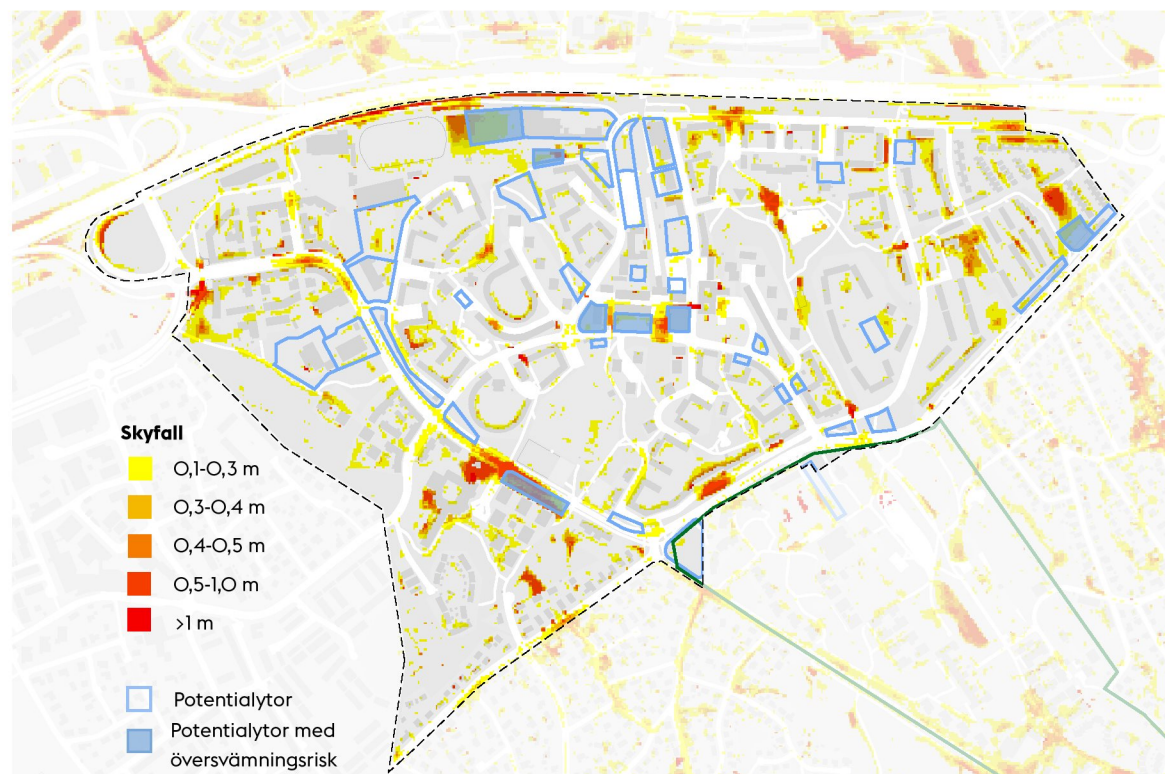 Skyfall
0,1-0,3 m
0,3-0,4 m
0,4-0,5 m
0,5-1,0 m
>1 m
Potentialytor
Potentialytor med
översvämningsrisk